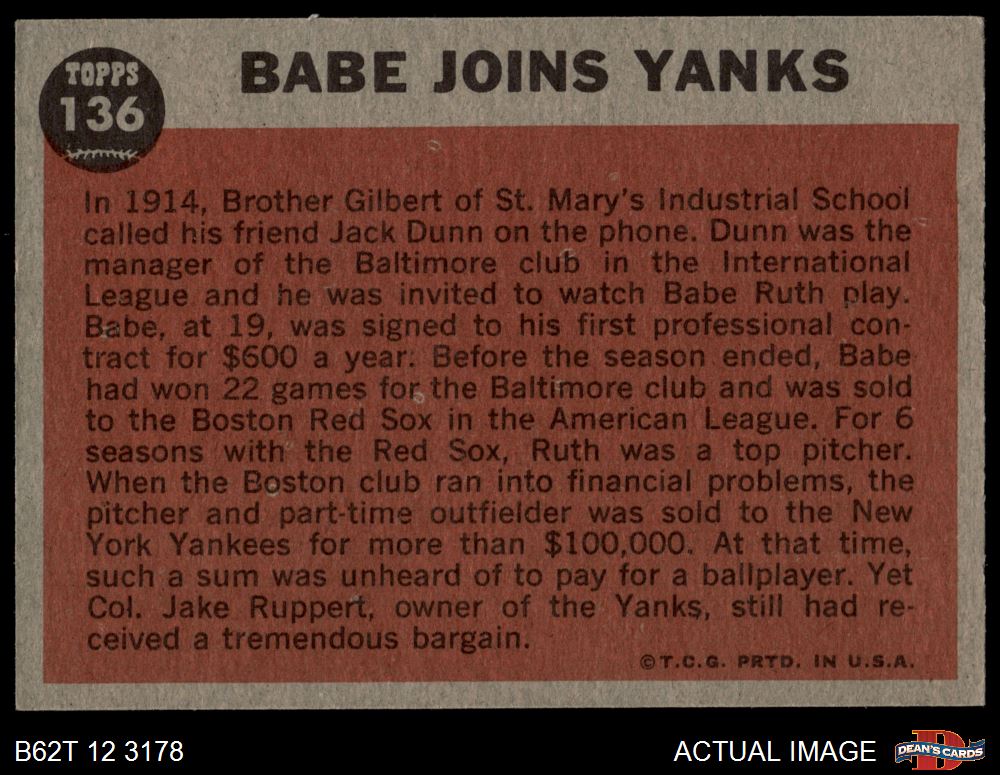 TOPPS
136
BABE JOINS YANKS
In 1914, Brother Gilbert of St. Mary's Industrial School
called his friend Jack Dunn on the phone. Dunn was the
manager of the Baltimore club in the International
League and he was invited to watch Babe Ruth play.
Babe, at 19, was signed to his first professional con-
tract for $600 a year. Before the season ended, Babe
had won 22 games for the Baltimore club and was sold
to the Boston Red Sox in the American League. For 6
seasons with the Red Sox, Ruth was a top pitcher.
When the Boston club ran into financial problems, the
pitcher and part-time outfielder was sold to the New
York Yankees for more than $100,000. At that time,
such a sum was unheard of to pay for a ballplayer. Yet
Col. Jake Ruppert, owner of the Yanks, still had re-
ceived a tremendous bargain.
©T.C.G. PRTD. IN U.S.A.
B62T 12 3178
ACTUAL IMAGE
DEAN'S CARDS